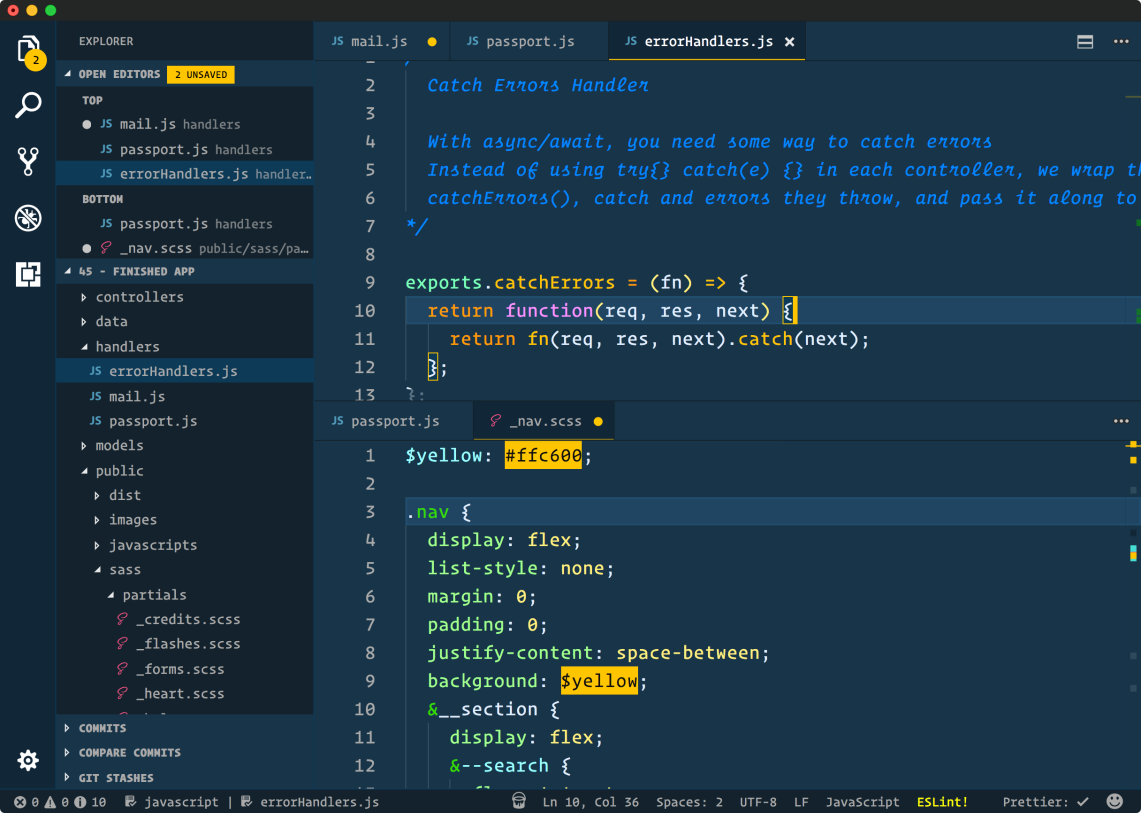 2
EXPLORER
OPEN EDITORS 2 UNSAVED
TOP
JS mail.js handlers
JS passport.js handlers
JS errorHandlers.js handler…
BOTTOM
JS passport.js handlers
_nav.scss public/sass/pa…
45 - FINISHED APP
controllers
data
handlers
JS errorHandlers.js
JS mail.js
JS passport.js
models
public
dist
images
javascripts
sass
partials
_credits.scss
_flashes.scss
_forms.scss
_heart.scss
COMMITS
COMPARE COMMITS
GIT STASHES
JS mail.js JS passport.js JS errorHandlers.js ×
2 Catch Errors Handler
3
4 With async/await, you need some way to catch errors
5 Instead of using try{} catch(e) {} in each controller, we wrap th
6 catchErrors(), catch and errors they throw, and pass it along to
7 */
8
9 exports.catchErrors = (fn) => {
10 return function(req, res, next) {
11 return fn(req, res, next).catch(next);
12 };
13 };
JS passport.js _nav.scss
1 $yellow: #ffc600;
2
3 .nav {
4 display: flex;
5 list-style: none;
6 margin: 0;
7 padding: 0;
8 justify-content: space-between;
9 background: $yellow;
10 &__section {
11 display: flex;
12 &--search {
0 0 10 javascript | errorHandlers.js Ln 10, Col 36 Spaces: 2 UTF-8 LF JavaScript ESLint! Prettier: ✓